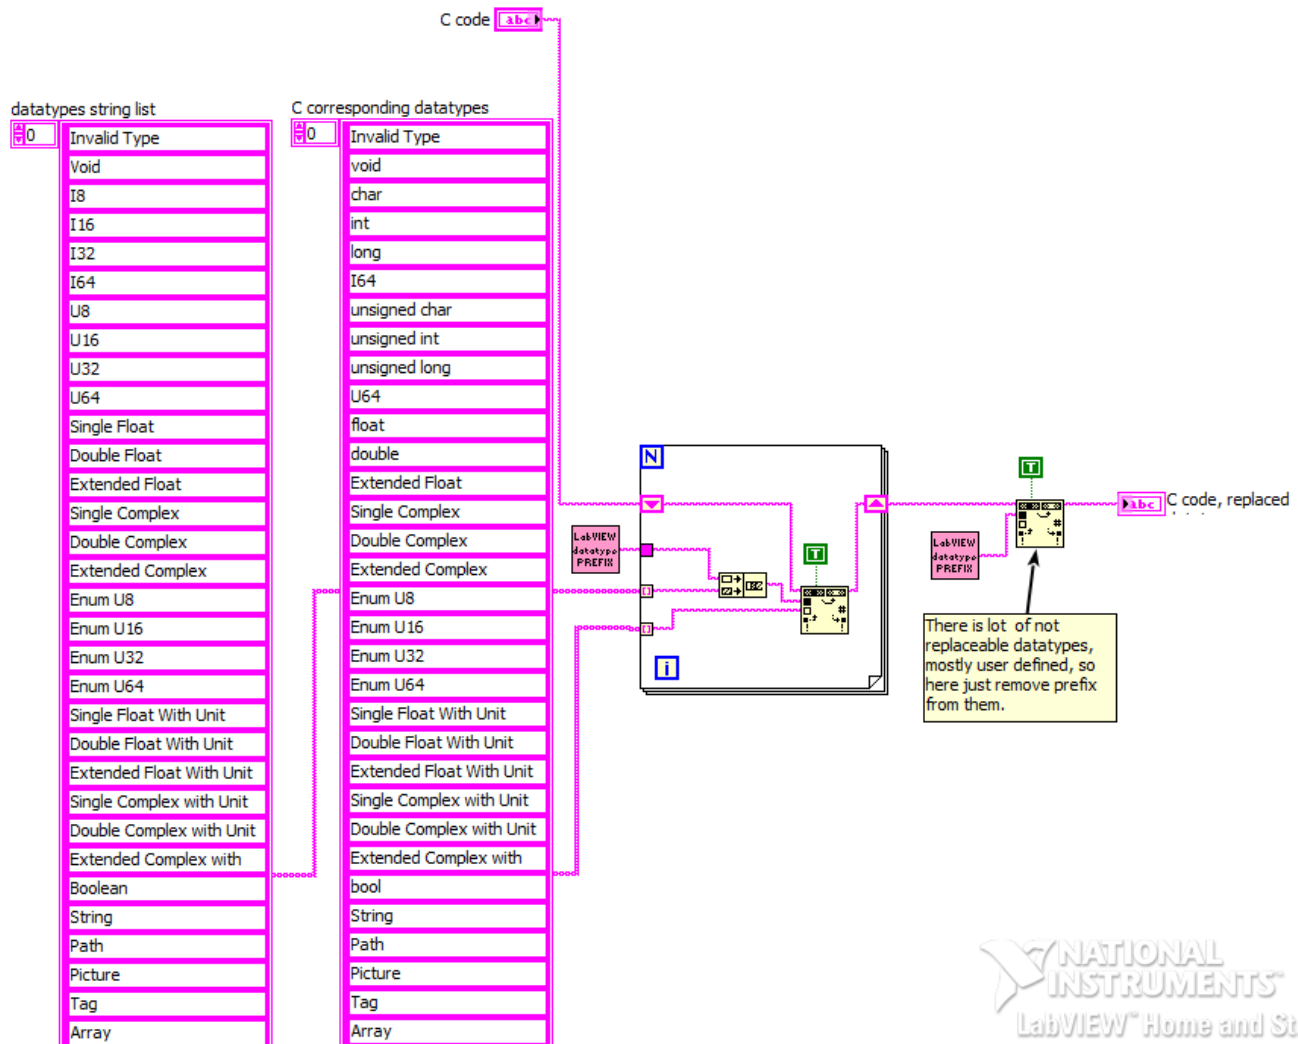 C code
abc
datatypes string list
0
Invalid Type
Void
I8
I16
I32
I64
U8
U16
U32
U64
Single Float
Double Float
Extended Float
Single Complex
Double Complex
Extended Complex
Enum U8
Enum U16
Enum U32
Enum U64
Single Float With Unit
Double Float With Unit
Extended Float With Unit
Single Complex with Unit
Double Complex with Unit
Extended Complex with
Boolean
String
Path
Picture
Tag
Array
C corresponding datatypes
0
Invalid Type
void
char
int
long
I64
unsigned char
unsigned int
unsigned long
U64
float
double
Extended Float
Single Complex
Double Complex
Extended Complex
Enum U8
Enum U16
Enum U32
Enum U64
Single Float With Unit
Double Float With Unit
Extended Float With Unit
Single Complex with Unit
Double Complex with Unit
Extended Complex with
bool
String
Path
Picture
Tag
Array
N
LabVIEW
datatype
PREFIX
T
i
T
LabVIEW
datatype
PREFIX
abc
C code, replaced
There is lot of not
replaceable datatypes,
mostly user defined, so
here just remove prefix
from them.
NATIONAL
INSTRUMENTS™
LabVIEW™ Home and St